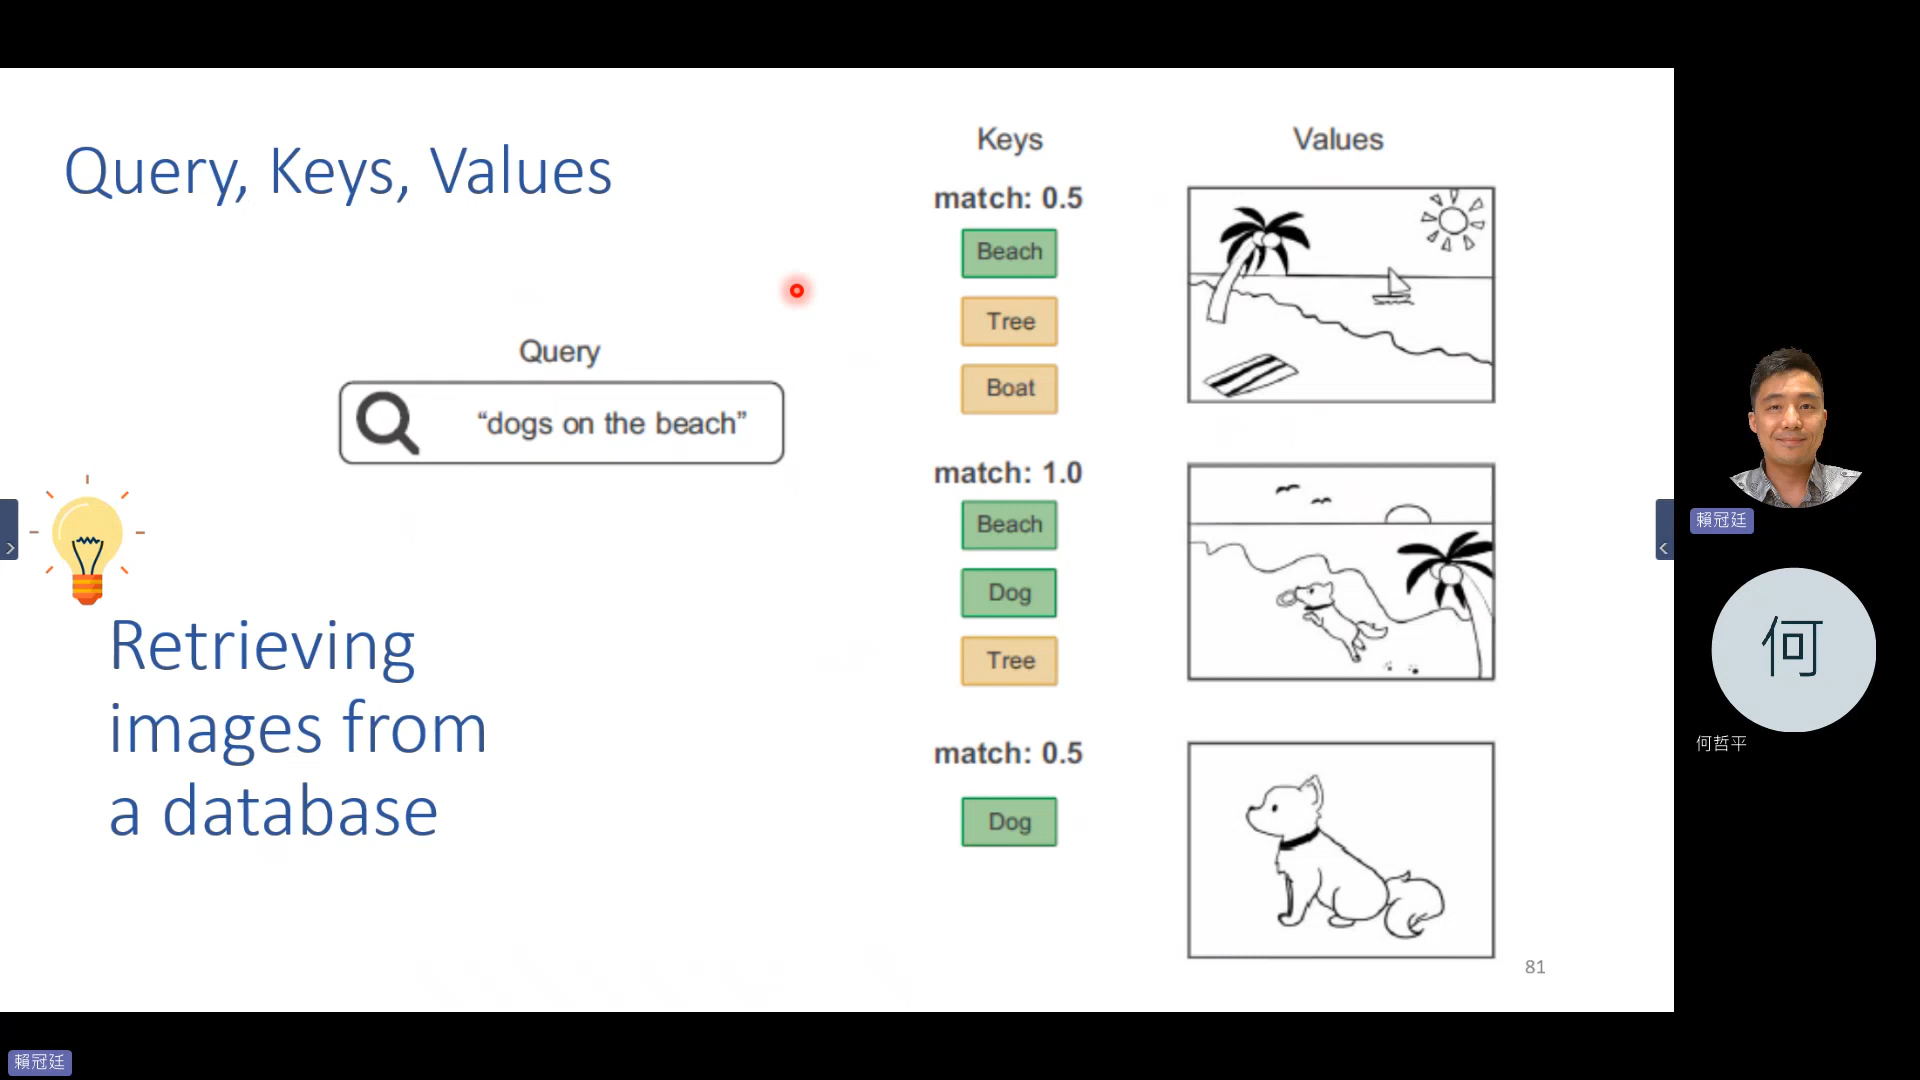 Query, Keys, Values
Query
“dogs on the beach”
Retrieving
images from
a database
Keys
Values
match: 0.5
Beach
Tree
Boat
match: 1.0
Beach
Dog
Tree
match: 0.5
Dog
81
賴冠廷
何
何哲平
賴冠廷